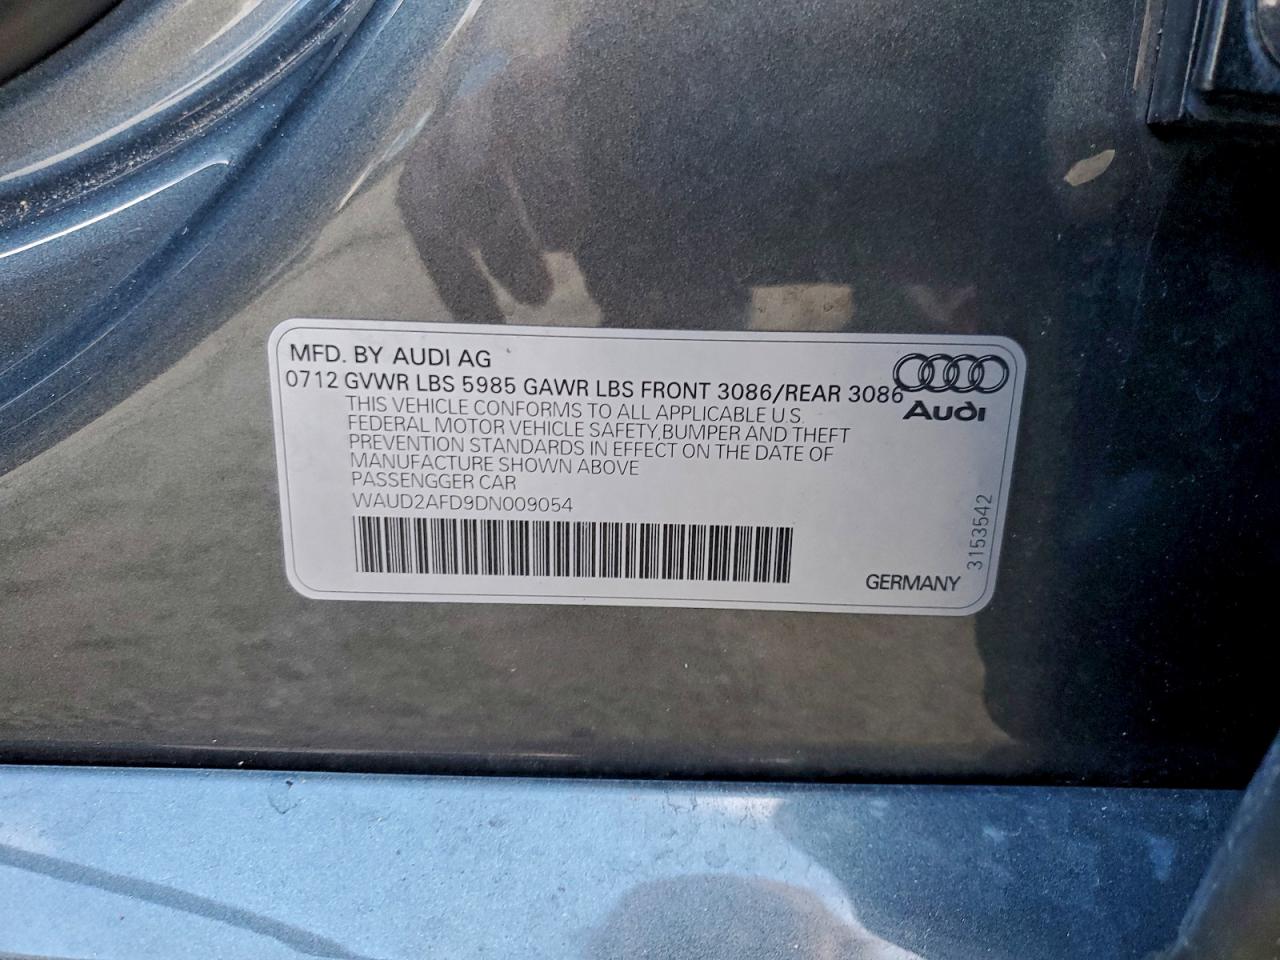 MFD. BY AUDI AG
0712 GVWR LBS 5985 GAWR LBS FRONT 3086/REAR 3086
Audi
THIS VEHICLE CONFORMS TO ALL APPLICABLE U.S.
FEDERAL MOTOR VEHICLE SAFETY,BUMPER AND THEFT
PREVENTION STANDARDS IN EFFECT ON THE DATE OF
MANUFACTURE SHOWN ABOVE
PASSENGGER CAR
WAUD2AFD9DN009054
3153542
GERMANY